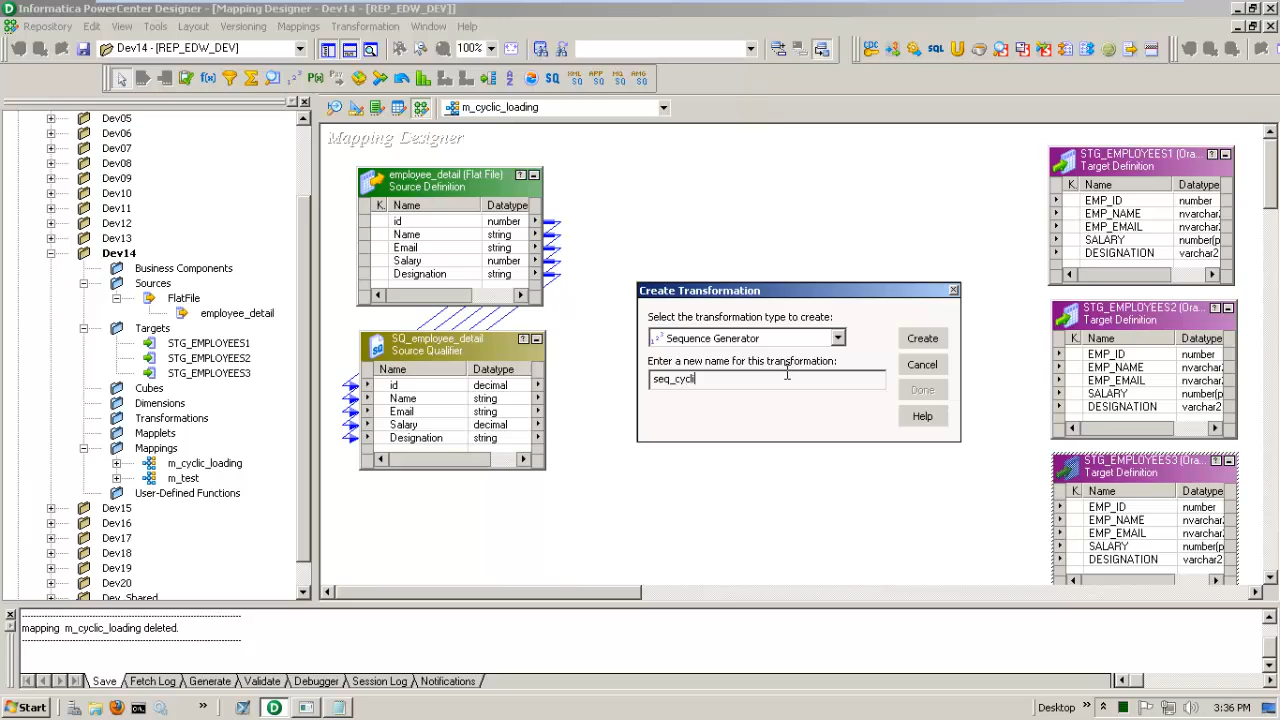 Informatica PowerCenter Designer - [Mapping Designer - Dev14 - [REP_EDW_DEV]]
Repository Edit View Tools Layout Versioning Mappings Transformation Window Help
Dev14 - [REP_EDW_DEV] 100%
m_cyclic_loading
Mapping Designer
Dev05
Dev06
Dev07
Dev08
Dev09
Dev10
Dev11
Dev12
Dev13
Dev14
Business Components
Sources
FlatFile
employee_detail
Targets
STG_EMPLOYEES1
STG_EMPLOYEES2
STG_EMPLOYEES3
Cubes
Dimensions
Transformations
Mapplets
Mappings
m_cyclic_loading
m_test
User-Defined Functions
Dev15
Dev16
Dev17
Dev18
Dev19
Dev20
Dev_Shared
employee_detail (Flat File)
Source Definition
K. Name Datatype
id number
Name string
Email string
Salary number
Designation string
SQ_employee_detail
Source Qualifier
Name Datatype
id decimal
Name string
Email string
Salary decimal
Designation string
Create Transformation
Select the transformation type to create:
Sequence Generator
Create
Enter a new name for this transformation:
Cancel
seq_cycli
Done
Help
STG_EMPLOYEES1 (Ora...
Target Definition
K. Name Datatype
EMP_ID number
EMP_NAME nvarchar2
EMP_EMAIL nvarchar2
SALARY number(p
DESIGNATION varchar2
STG_EMPLOYEES2 (Ora...
Target Definition
K. Name Datatype
EMP_ID number
EMP_NAME nvarchar2
EMP_EMAIL nvarchar2
SALARY number(p
DESIGNATION varchar2
STG_EMPLOYEES3 (Ora...
Target Definition
K. Name Datatype
EMP_ID number
EMP_NAME nvarchar2
EMP_EMAIL nvarchar2
SALARY number(p
DESIGNATION varchar2
mapping m_cyclic_loading deleted.
Save Fetch Log Generate Validate Debugger Session Log Notifications
Start Desktop 3:36 PM